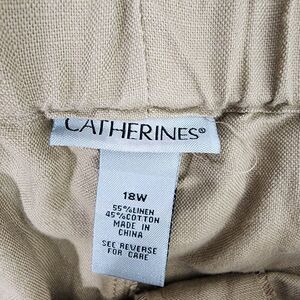 CATHERINES®
18W
55%LINEN
45%COTTON
MADE IN
CHINA
SEE REVERSE
FOR CARE